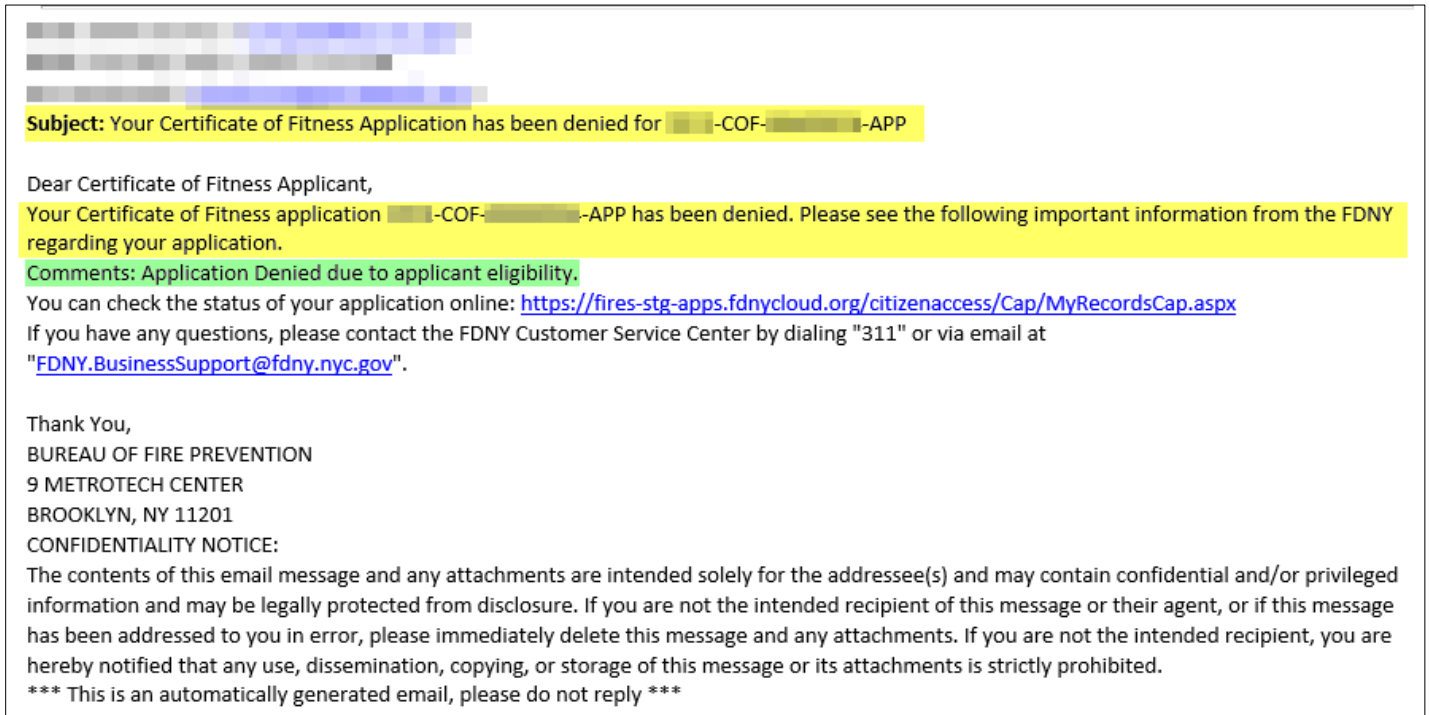 Subject: Your Certificate of Fitness Application has been denied for -COF- -APP
Dear Certificate of Fitness Applicant,
Your Certificate of Fitness application -COF- -APP has been denied. Please see the following important information from the FDNY
regarding your application.
Comments: Application Denied due to applicant eligibility.
You can check the status of your application online: https://fires-stg-apps.fdnycloud.org/citizenaccess/Cap/MyRecordsCap.aspx
If you have any questions, please contact the FDNY Customer Service Center by dialing "311" or via email at
"FDNY.BusinessSupport@fdny.nyc.gov".
Thank You,
BUREAU OF FIRE PREVENTION
9 METROTECH CENTER
BROOKLYN, NY 11201
CONFIDENTIALITY NOTICE:
The contents of this email message and any attachments are intended solely for the addressee(s) and may contain confidential and/or privileged
information and may be legally protected from disclosure. If you are not the intended recipient of this message or their agent, or if this message
has been addressed to you in error, please immediately delete this message and any attachments. If you are not the intended recipient, you are
hereby notified that any use, dissemination, copying, or storage of this message or its attachments is strictly prohibited.
*** This is an automatically generated email, please do not reply ***